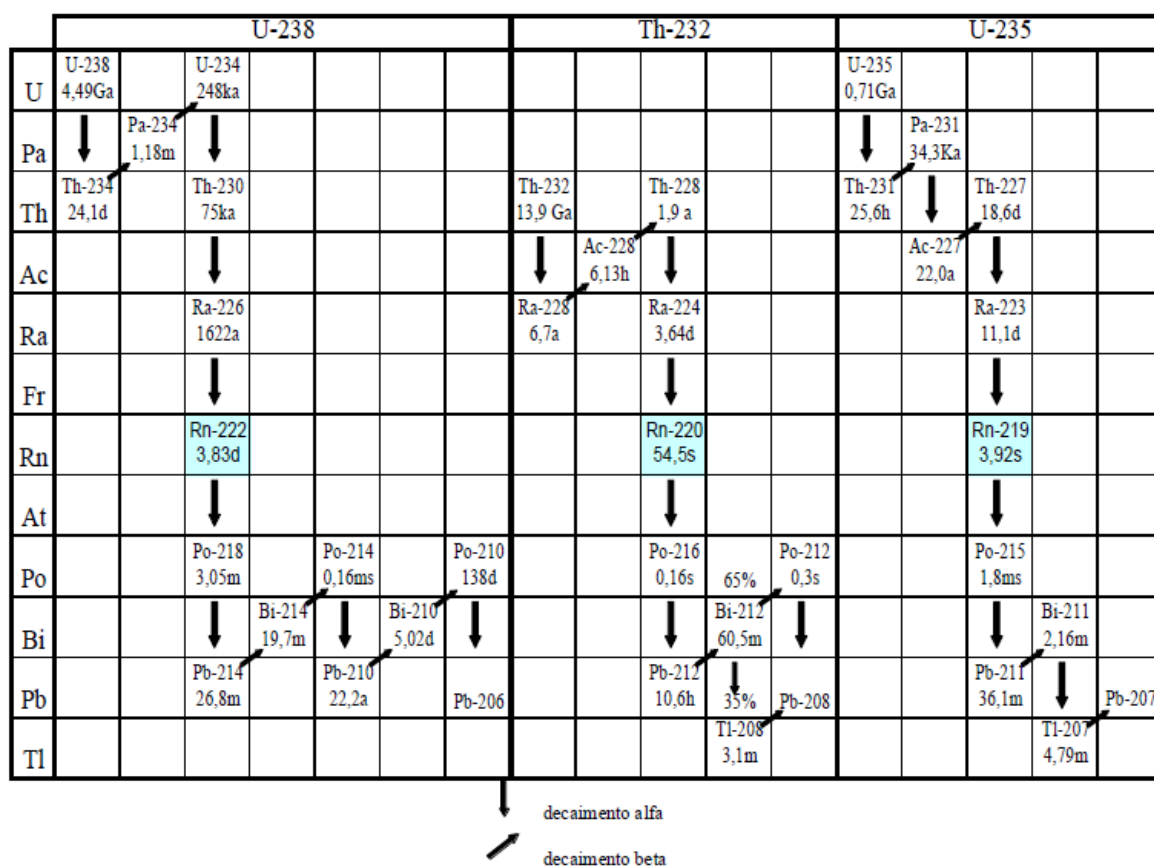 U-238 Th-232 U-235
U-238 U-234 U-235
U 4,49Ga 248ka 0,71Ga
Pa-234 Pa-231
Pa 1,18m 34,3Ka
Th-234 Th-230 Th-232 Th-228 Th-231 Th-227
Th 24,1d 75ka 13,9 Ga 1,9 a 25,6h 18,6d
Ac-228 Ac-227
Ac 6,13h 22,0a
Ra-226 Ra-228 Ra-224 Ra-223
Ra 1622a 6,7a 3,64d 11,1d
Fr
Rn-222 Rn-220 Rn-219
Rn 3,83d 54,5s 3,92s
At
Po-218 Po-214 Po-210 Po-216 Po-212 Po-215
Po 3,05m 0,16ms 138d 0,16s 65% 0,3s 1,8ms
Bi-214 Bi-210 Bi-212 Bi-211
Bi 19,7m 5,02d 60,5m 2,16m
Pb-214 Pb-210 Pb-212 Pb-211
Pb 26,8m 22,2a Pb-206 10,6h 35% Pb-208 36,1m Pb-207
Tl-208 Tl-207
Tl 3,1m 4,79m
decaimento alfa
decaimento beta